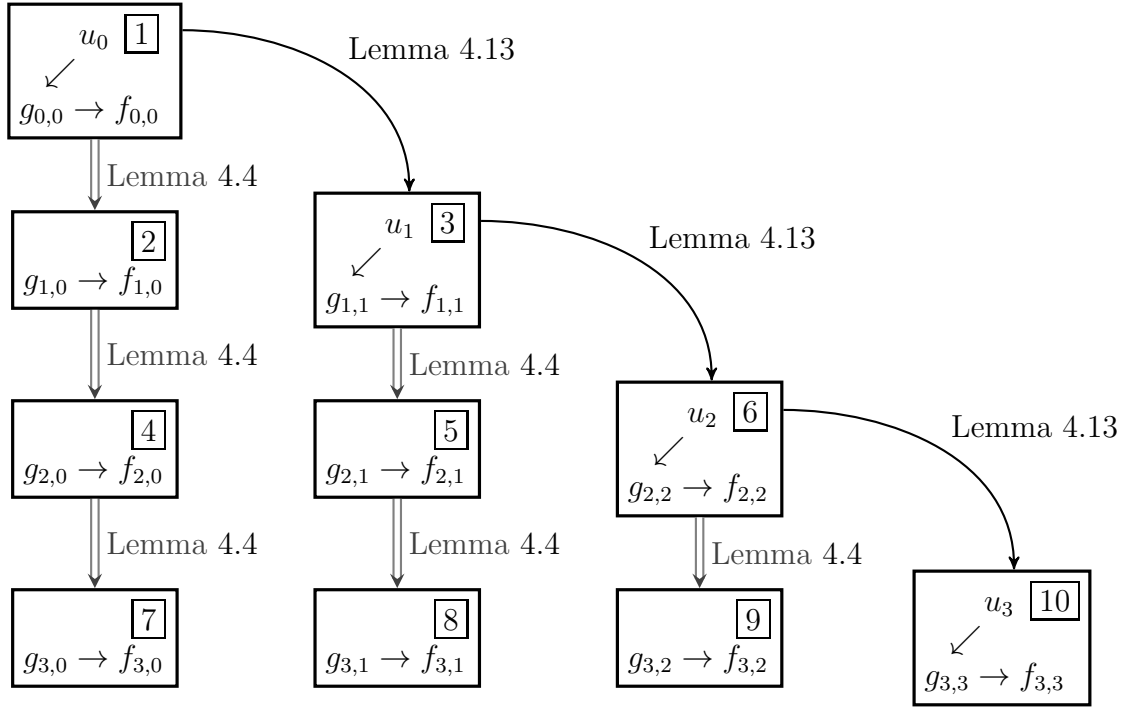 u₀ 1
Lemma 4.13
g₀,₀ → f₀,₀
Lemma 4.4
u₁ 3
Lemma 4.13
2
g₁,₀ → f₁,₀
g₁,₁ → f₁,₁
Lemma 4.4
Lemma 4.4
u₂ 6
Lemma 4.13
4
g₂,₀ → f₂,₀
5
g₂,₁ → f₂,₁
g₂,₂ → f₂,₂
Lemma 4.4
Lemma 4.4
Lemma 4.4
u₃ 10
7
g₃,₀ → f₃,₀
8
g₃,₁ → f₃,₁
9
g₃,₂ → f₃,₂
g₃,₃ → f₃,₃